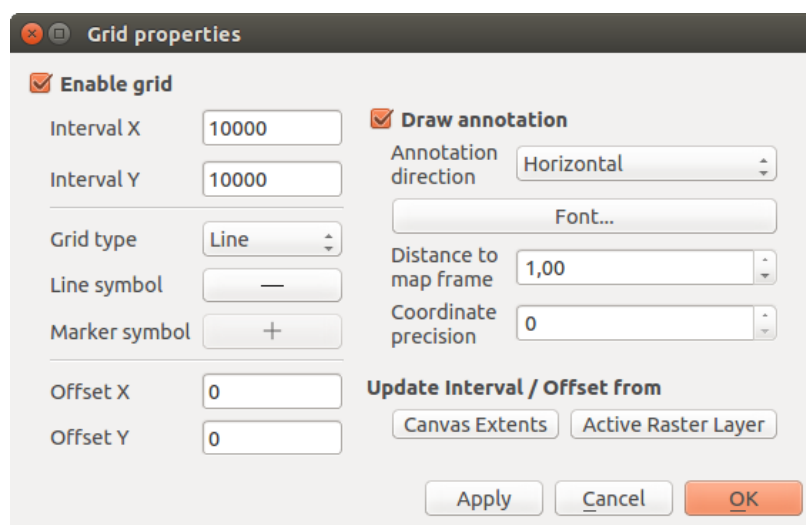 Grid properties
Enable grid
Interval X 10000
Interval Y 10000
Grid type Line
Line symbol
Marker symbol
Offset X 0
Offset Y 0
Draw annotation
Annotation
direction
Horizontal
Font...
Distance to
map frame
1,00
Coordinate
precision
0
Update Interval / Offset from
Canvas Extents Active Raster Layer
Apply Cancel OK